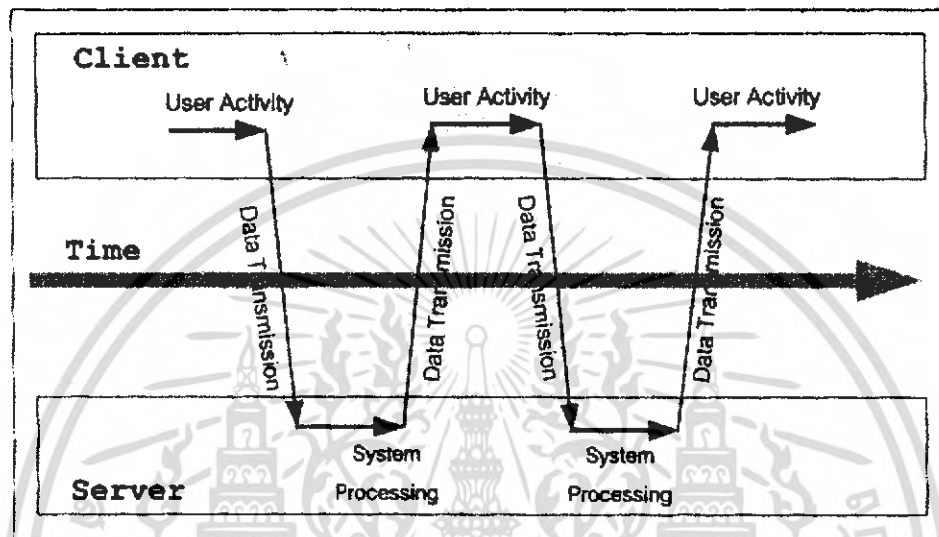 Client
User Activity
User Activity
User Activity
Data Transmission
Data Transmission
Data Transmission
Data Transmission
Time
System
Processing
System
Processing
Server